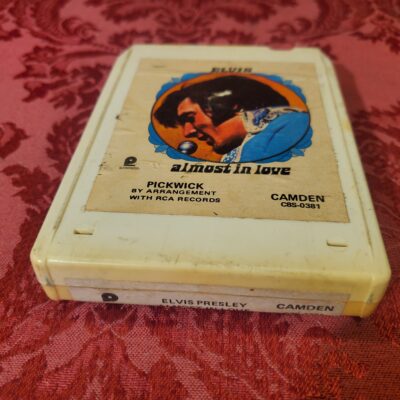 ELVIS
almost in love
PICKWICK
BY ARRANGEMENT
WITH RCA RECORDS
CAMDEN
C8S-0381
ELVIS PRESLEY
CAMDEN